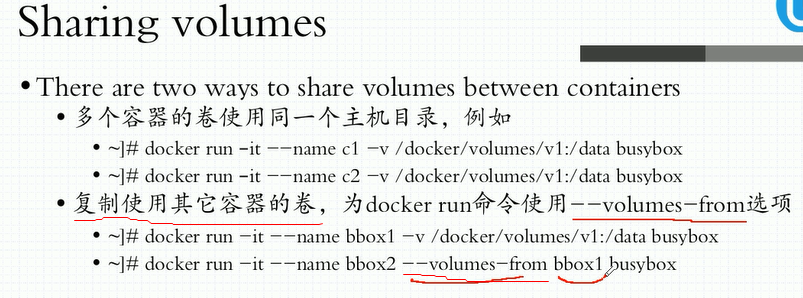 Sharing volumes
• There are two ways to share volumes between containers
• 多个容器的卷使用同一个主机目录，例如
• ~]# docker run -it --name c1 -v /docker/volumes/v1:/data busybox
• ~]# docker run -it --name c2 -v /docker/volumes/v1:/data busybox
• 复制使用其它容器的卷，为docker run命令使用--volumes-from选项
• ~]# docker run -it --name bbox1 -v /docker/volumes/v1:/data busybox
• ~]# docker run -it --name bbox2 --volumes-from bbox1 busybox